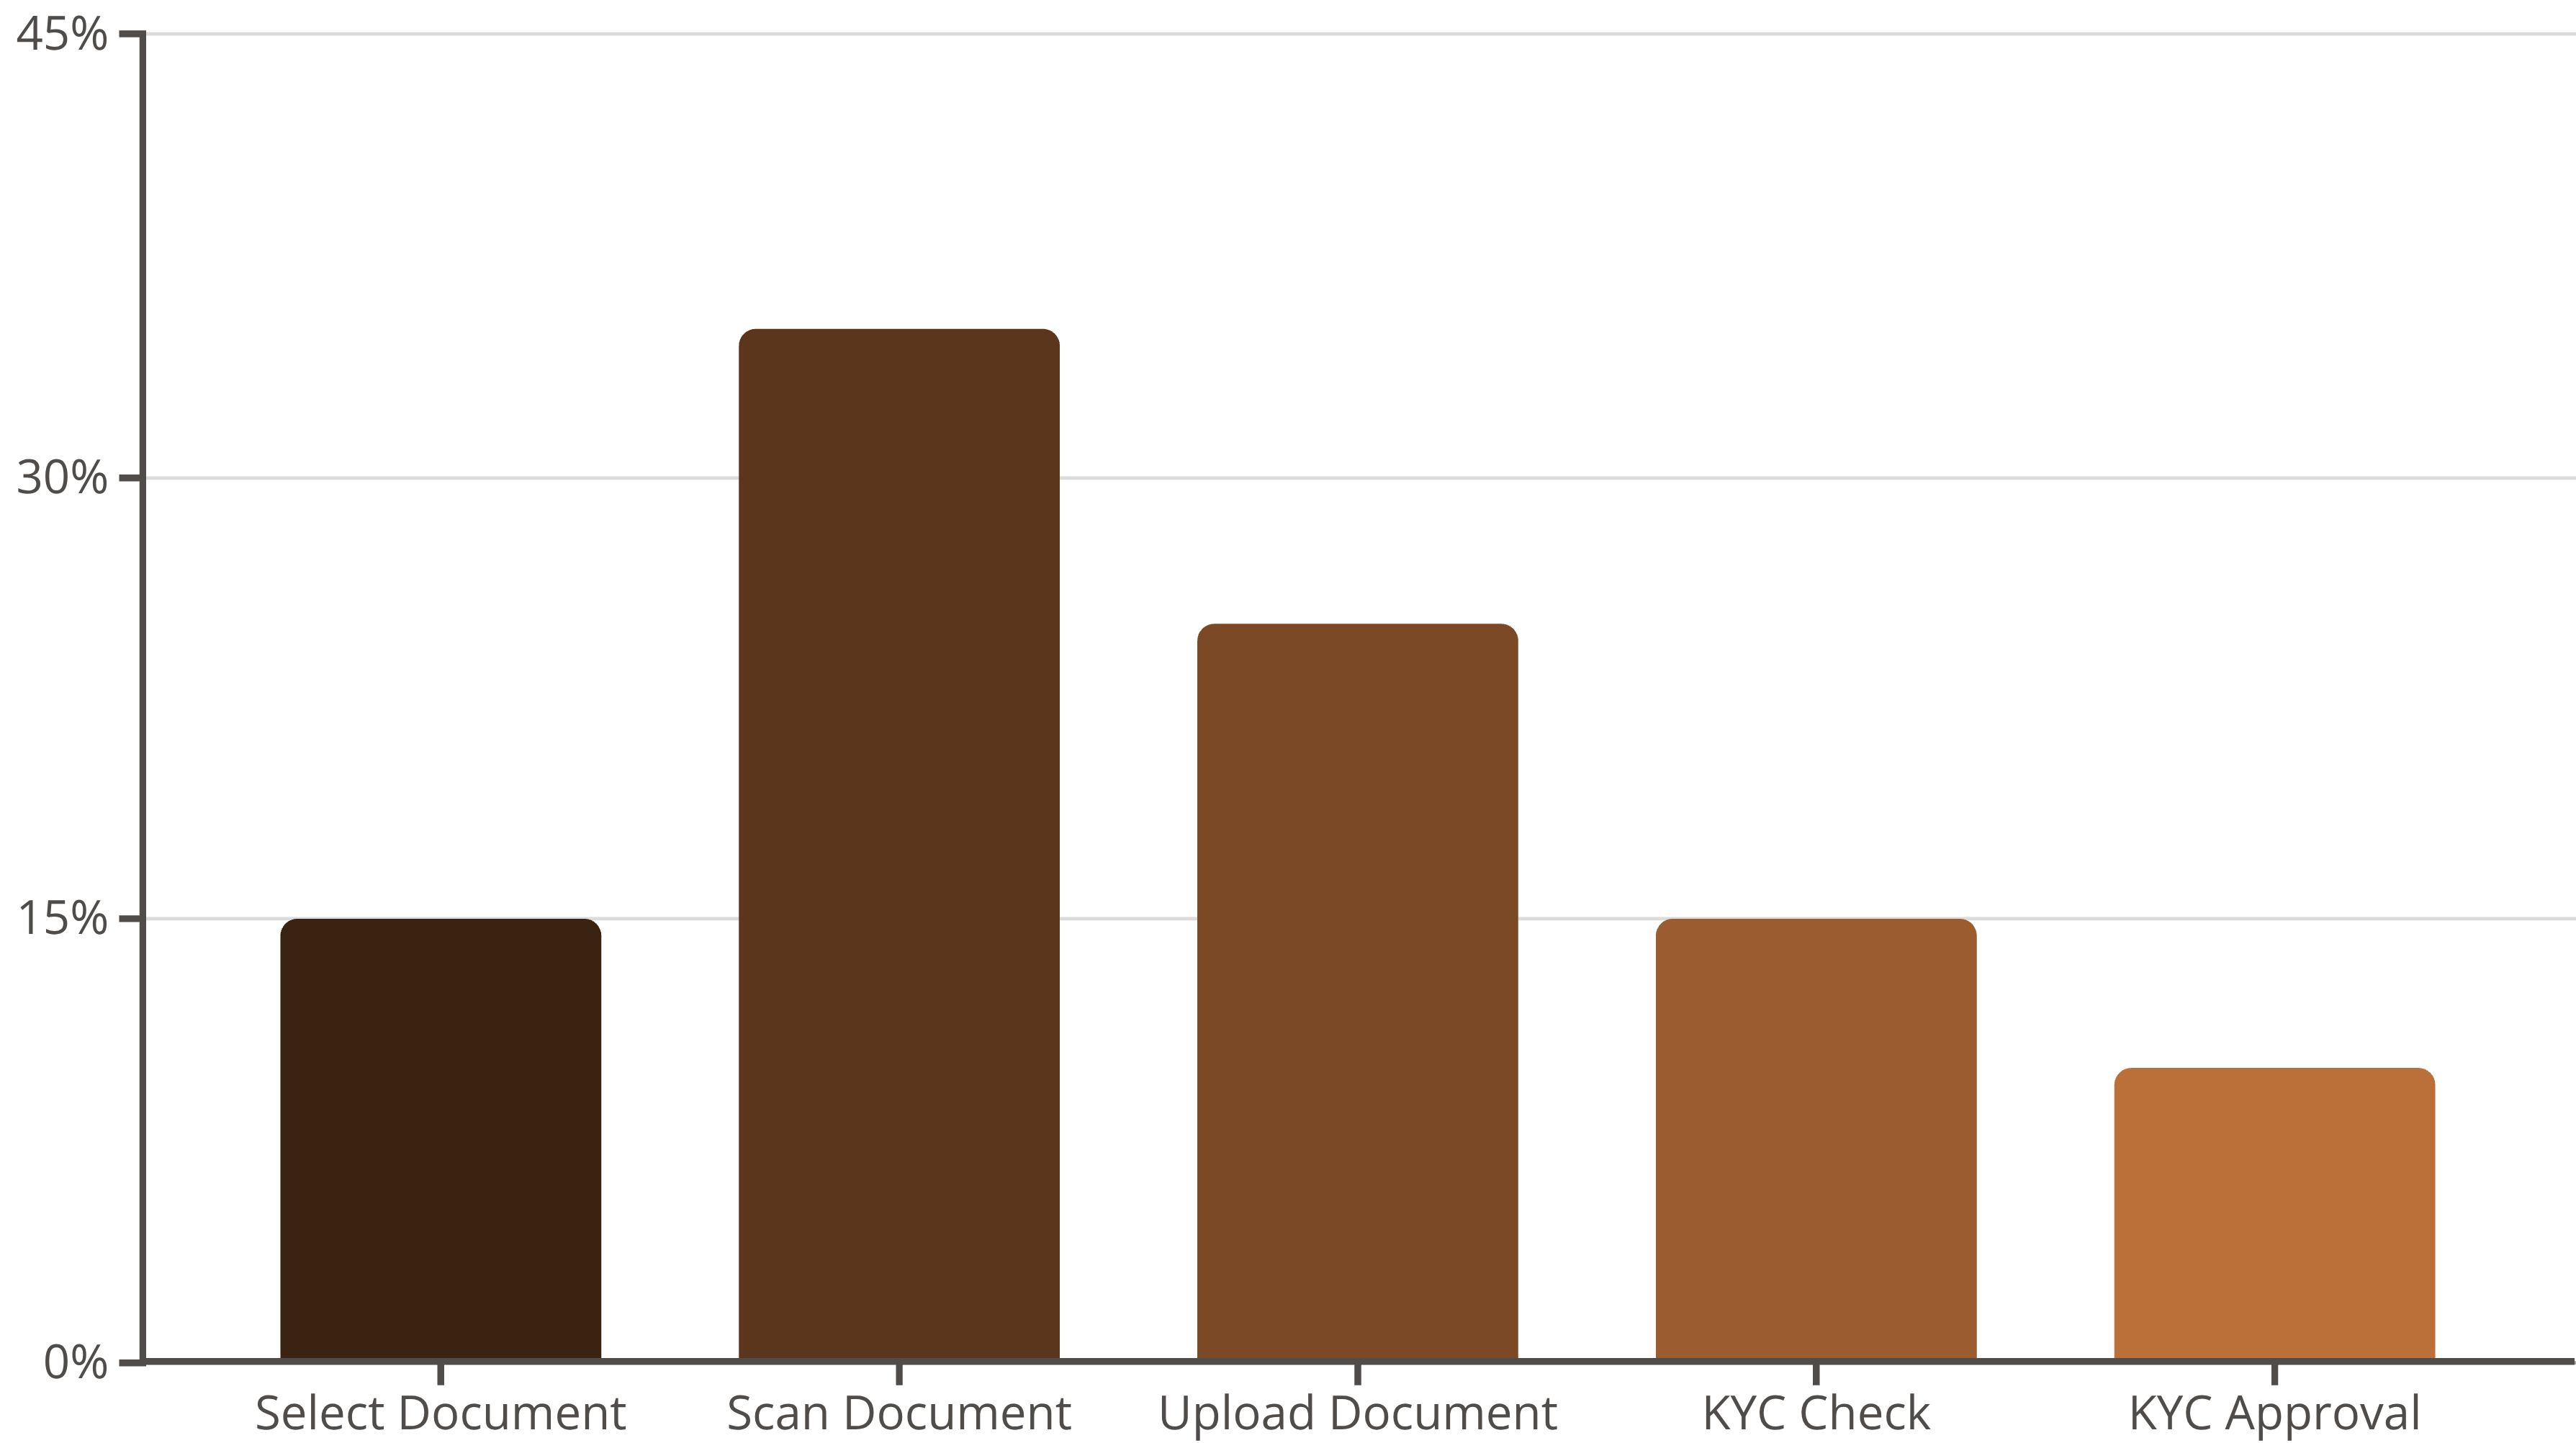 45%
30%
15%
0%
Select Document
Scan Document
Upload Document
KYC Check
KYC Approval